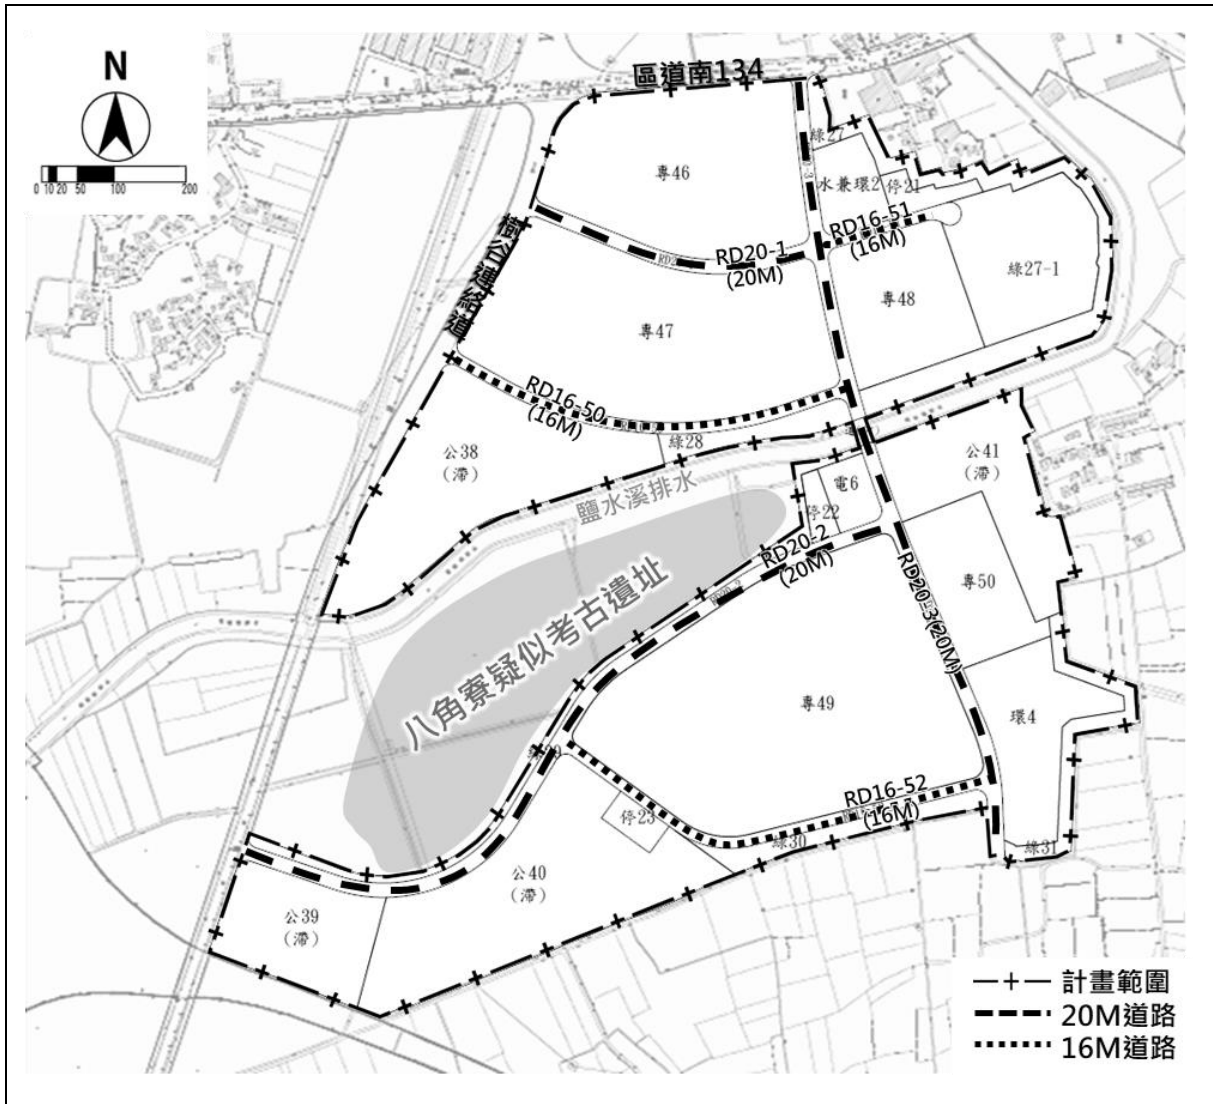 N
0 10 20 50 100 200
區道南134
綠27
專46
水兼環2
停21
RD16-51
(16M)
樹谷連絡道
RD20-1
(20M)
綠27-1
專48
專47
RD16-50
(16M)
公38
(滯)
綠28
公41
(滯)
鹽水溪排水
電6
停22
RD20-2
(20M)
RD20-3(20M)
專50
八角寮疑似考古遺址
專49
環4
RD16-52
(16M)
停23
綠30
綠31
公40
(滯)
公39
(滯)
計畫範圍
20M道路
16M道路